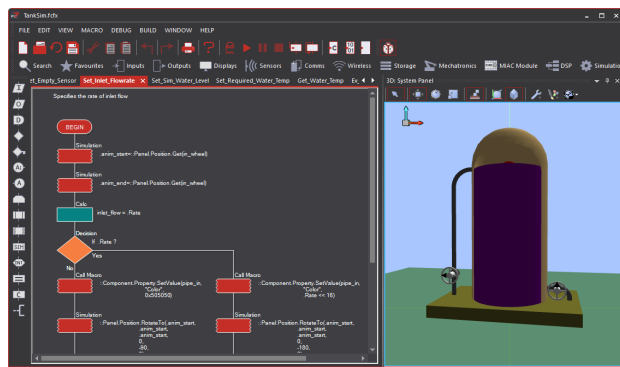 TankSim.fcfx
FILE EDIT VIEW MACRO DEBUG BUILD WINDOW HELP
Search Favourites Inputs Outputs Displays Sensors Comms Wireless Storage Mechatronics MIAC Module DSP Simulatio
et_Empty_Sensor Set_Inlet_Flowrate Set_Sim_Water_Level Set_Required_Water_Temp Get_Water_Temp Ex
3D: System Panel
Specifies the rate of inlet flow
BEGIN
Simulation
.anim_start=::Panel.Position.Get(in_wheel)
Simulation
.anim_end=::Panel.Position.Get(in_wheel)
Calc
inlet_flow = .Rate
Decision
If .Rate ?
Yes
No
Call Macro
::Component.Property.SetValue(pipe_in,
"Color",
0x505050)
Call Macro
::Component.Property.SetValue(pipe_in,
"Color",
.Rate << 16)
Simulation
::Panel.Position.RotateTo(.anim_start,
.anim_start,
.anim_start,
0,
-90,
Simulation
::Panel.Position.RotateTo(.anim_start,
.anim_start,
.anim_start,
0,
-180,